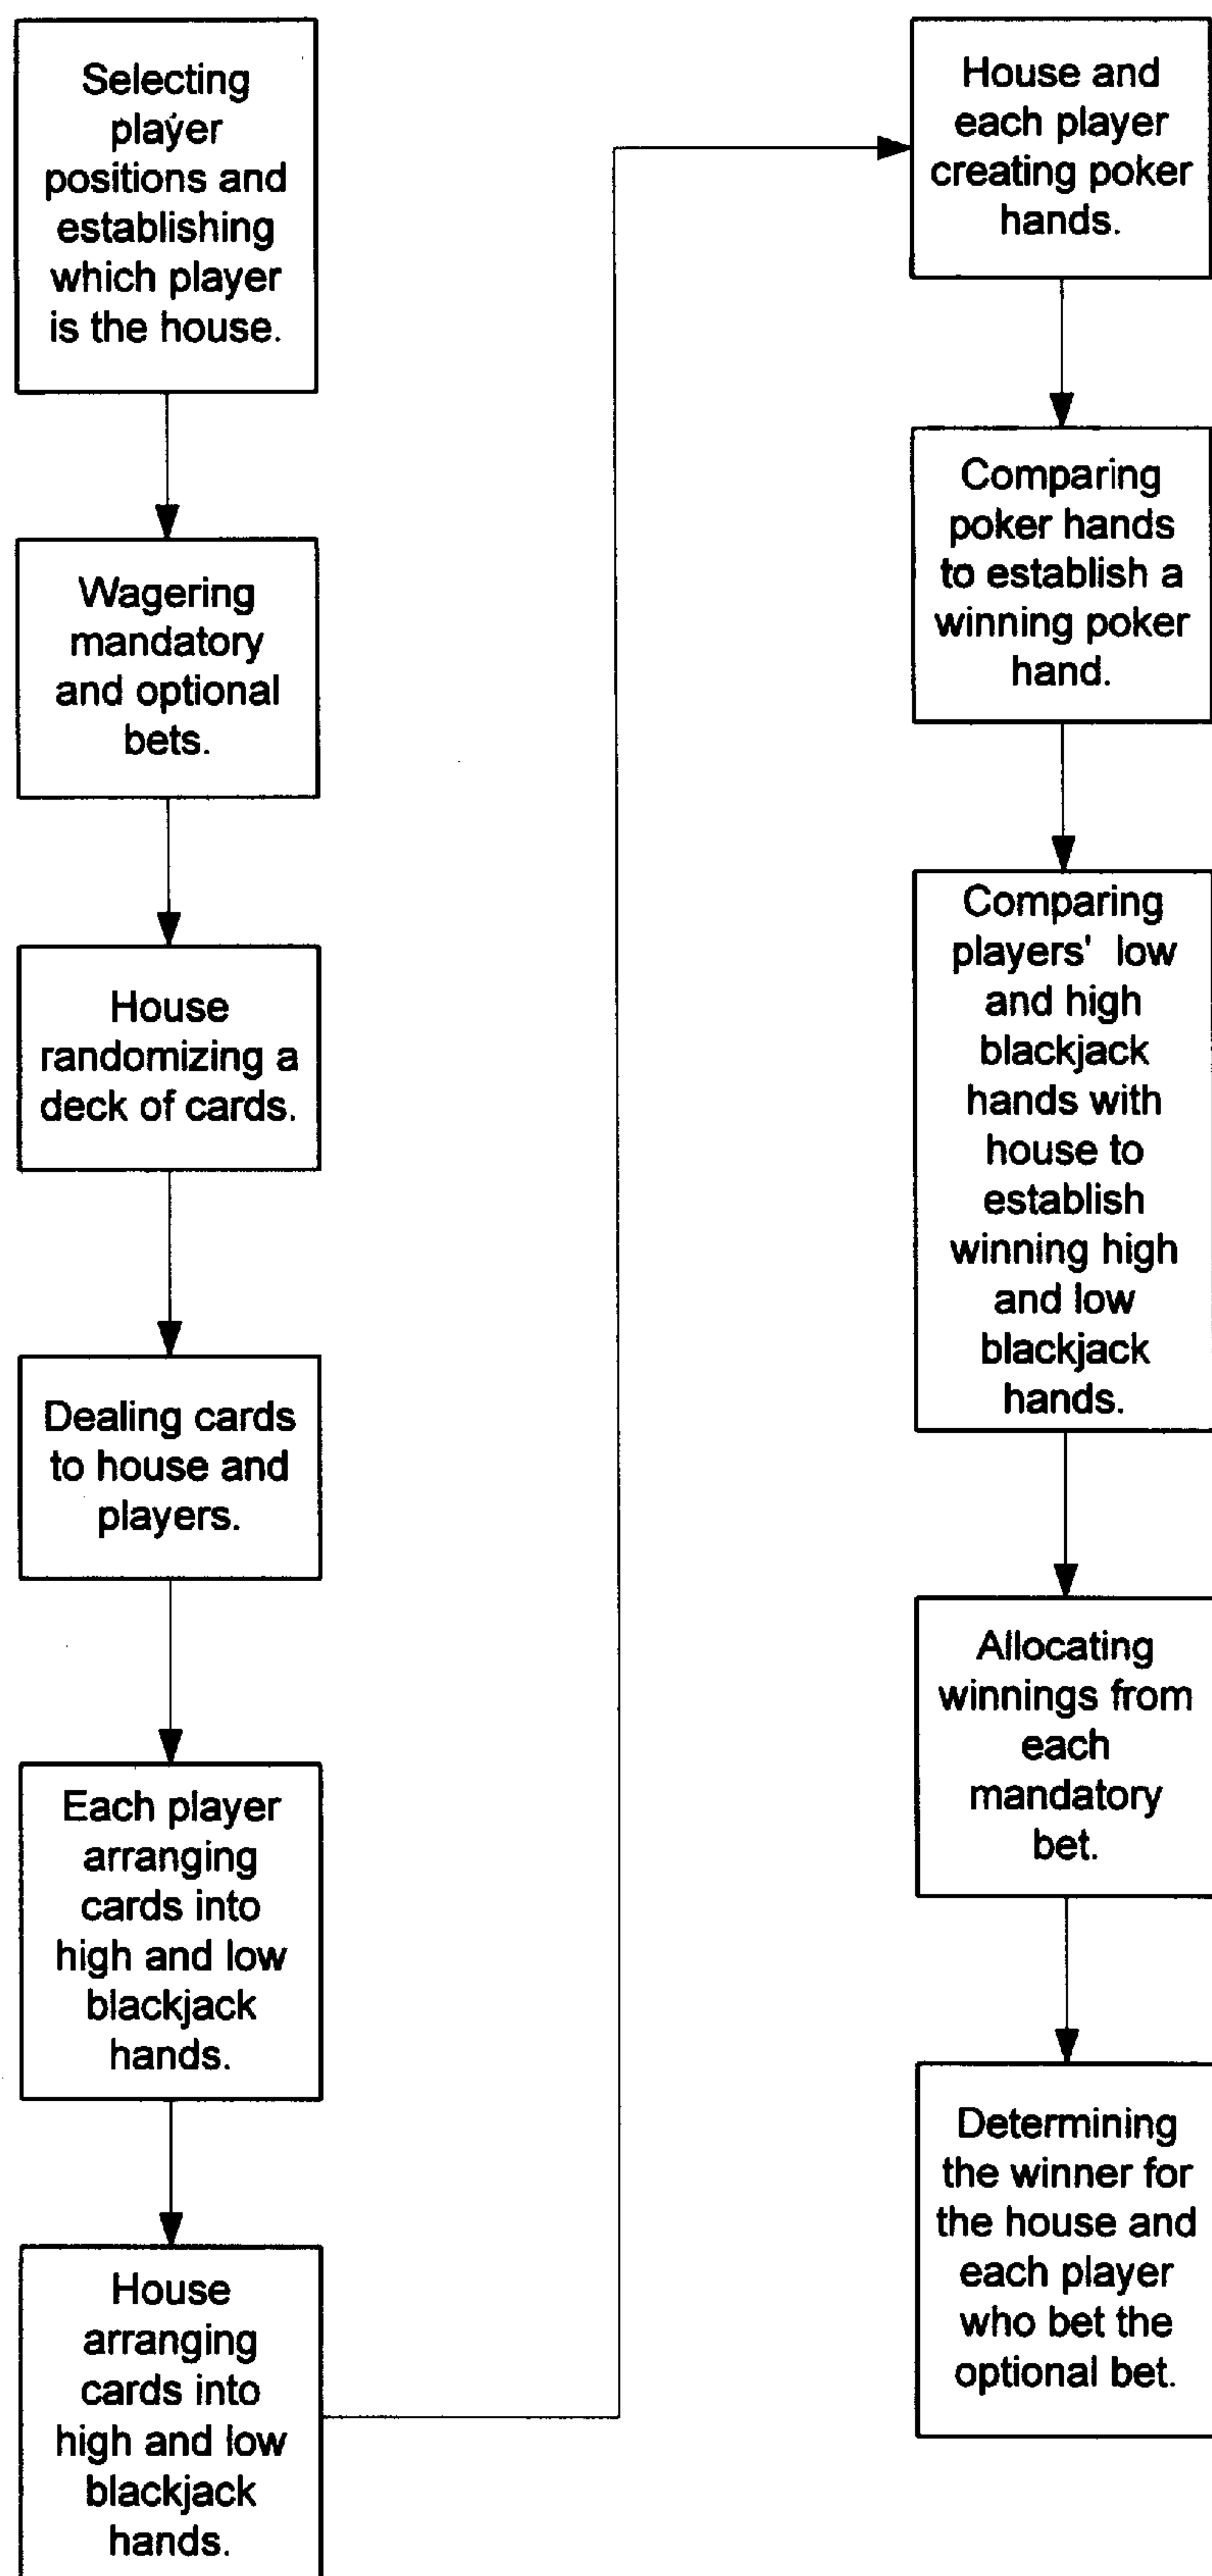 Selecting
player
positions and
establishing
which player
is the house.
Wagering
mandatory
and optional
bets.
House
randomizing a
deck of cards.
Dealing cards
to house and
players.
Each player
arranging
cards into
high and low
blackjack
hands.
House
arranging
cards into
high and low
blackjack
hands.
House and
each player
creating poker
hands.
Comparing
poker hands
to establish a
winning poker
hand.
Comparing
players' low
and high
blackjack
hands with
house to
establish
winning high
and low
blackjack
hands.
Allocating
winnings from
each
mandatory
bet.
Determining
the winner for
the house and
each player
who bet the
optional bet.